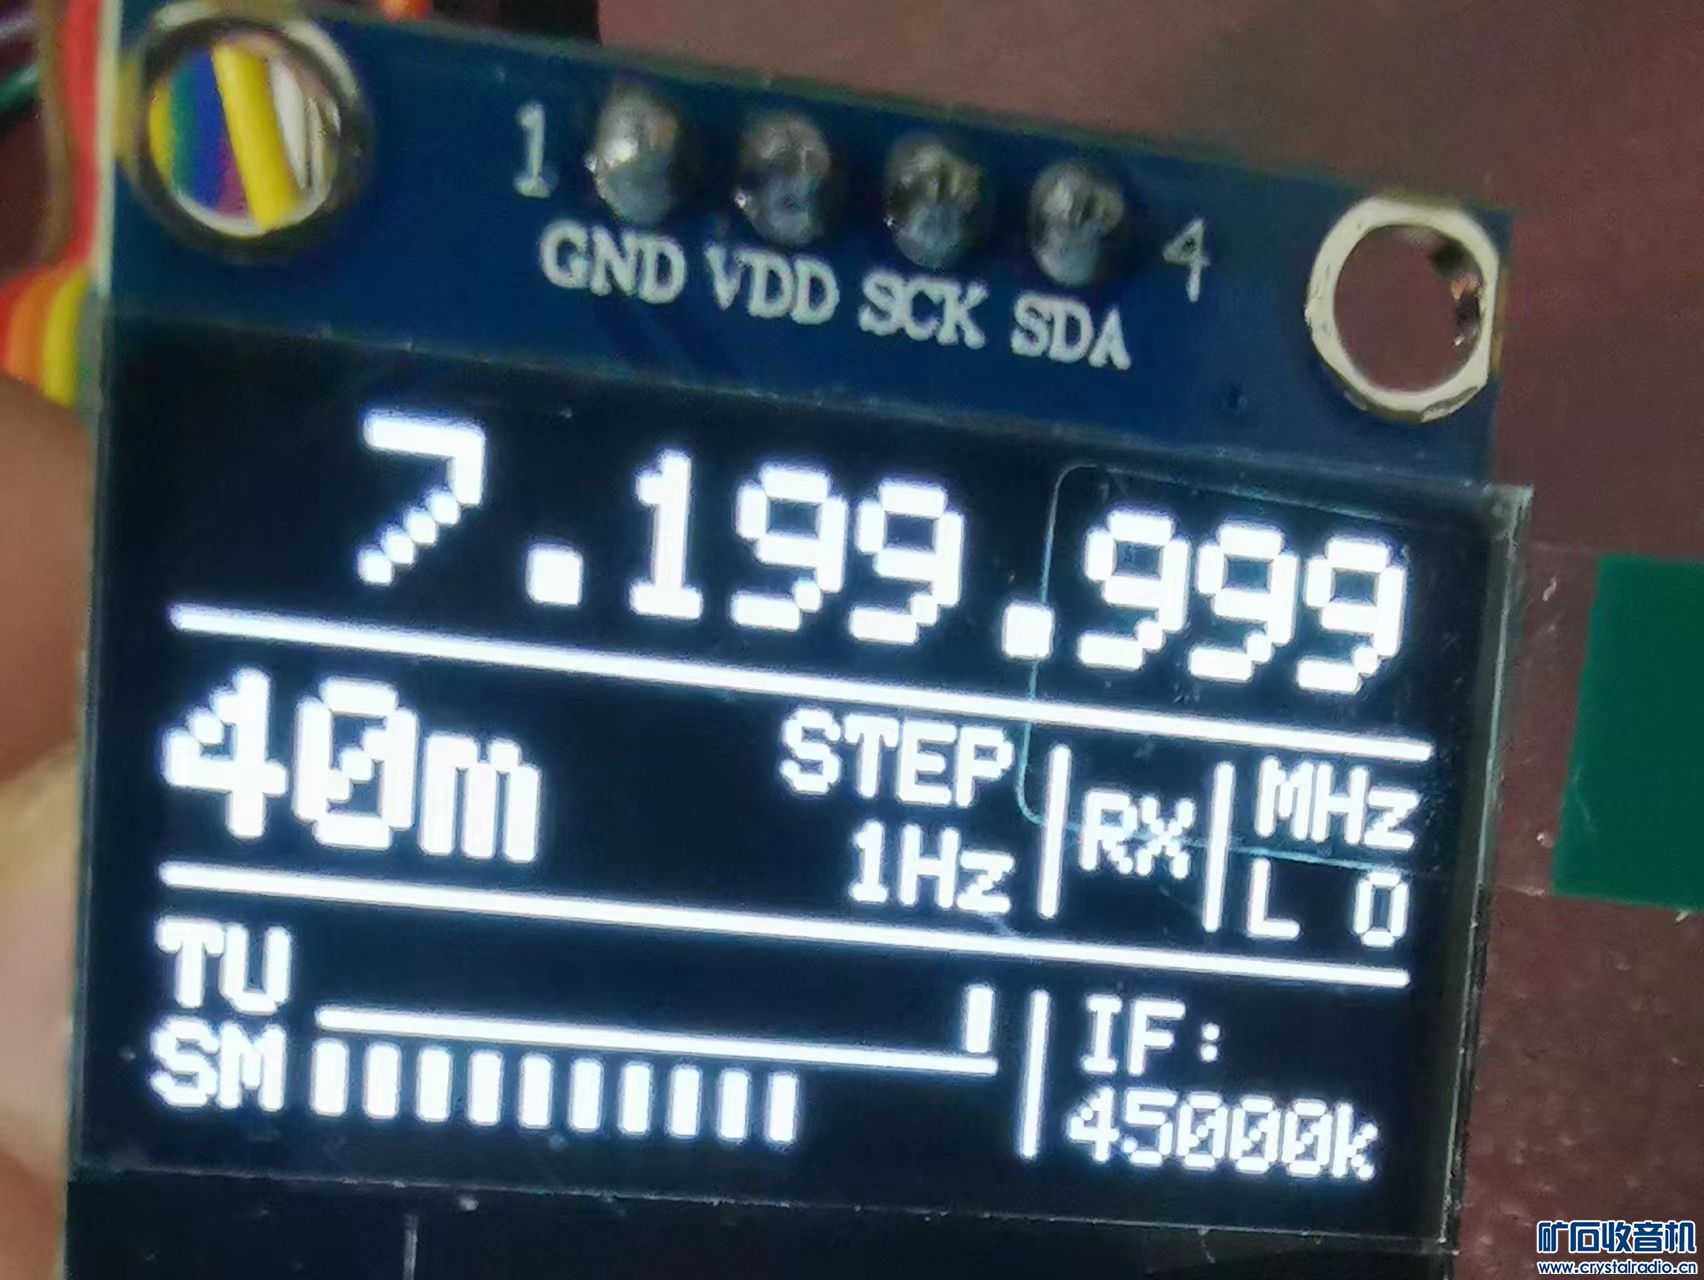 1 4
GND VDD SCK SDA
7.199.999
40m STEP 1Hz RX MHz L O
TU
SM
IF:
45000k
矿石收音机
www.crystalradio.cn